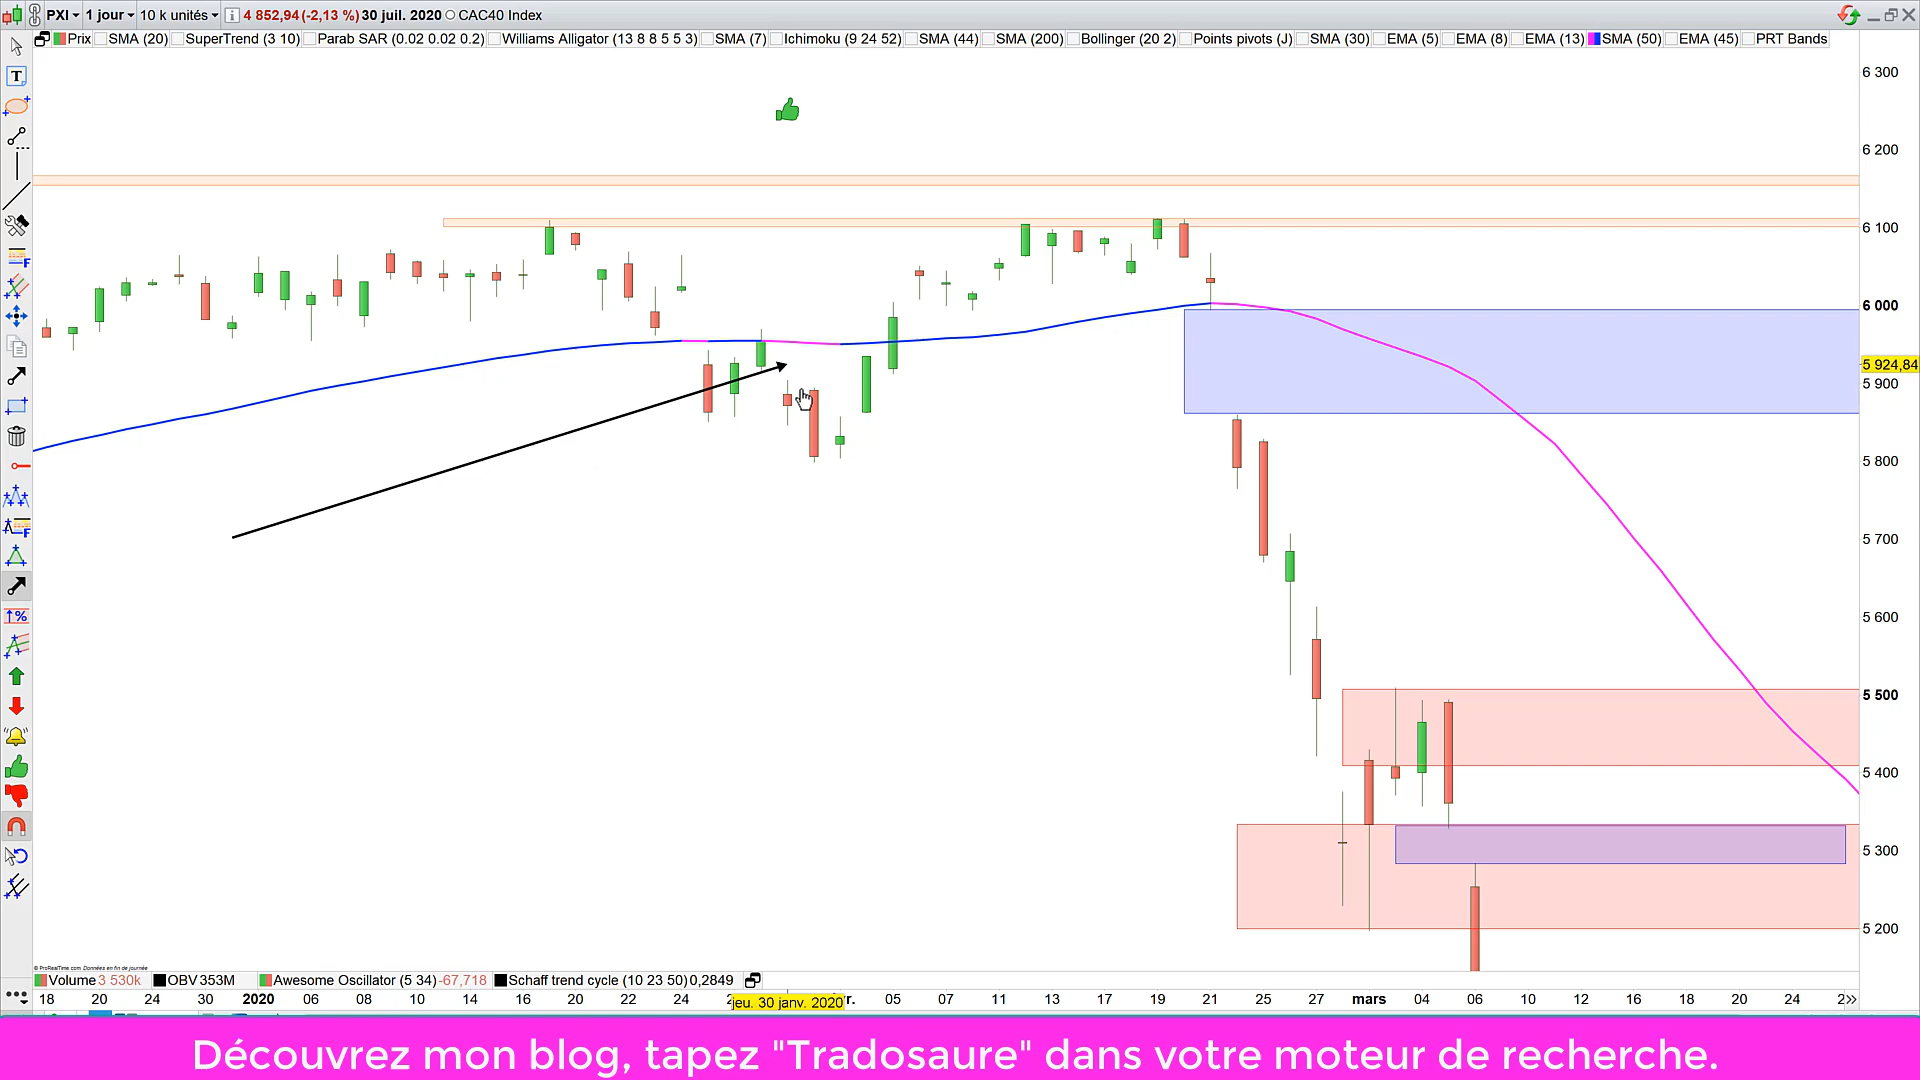 PXI 1 jour 10 k unités 4 852,94 (-2,13 %) 30 juil. 2020 CAC40 Index
Prix SMA (20) SuperTrend (3 10) Parab SAR (0.02 0.02 0.2) Williams Alligator (13 8 8 5 5 3) SMA (7) Ichimoku (9 24 52) SMA (44) SMA (200) Bollinger (20 2) Points pivots (J) SMA (30) EMA (5) EMA (8) EMA (13) SMA (50) EMA (45) PRT Bands
6 300
6 200
6 100
6 000
5 924,84
5 900
5 800
5 700
5 600
5 500
5 400
5 300
5 200
© ProRealTime.com Données en fin de journée
Volume 3 530k OBV 353M Awesome Oscillator (5 34) -67,718 Schaff trend cycle (10 23 50) 0,2849
18 20 24 30 2020 06 08 10 14 16 20 22 24 jeu. 30 janv. 2020 vr. 05 07 11 13 17 19 21 25 27 mars 04 06 10 12 16 18 20 24
Découvrez mon blog, tapez "Tradosaure" dans votre moteur de recherche.